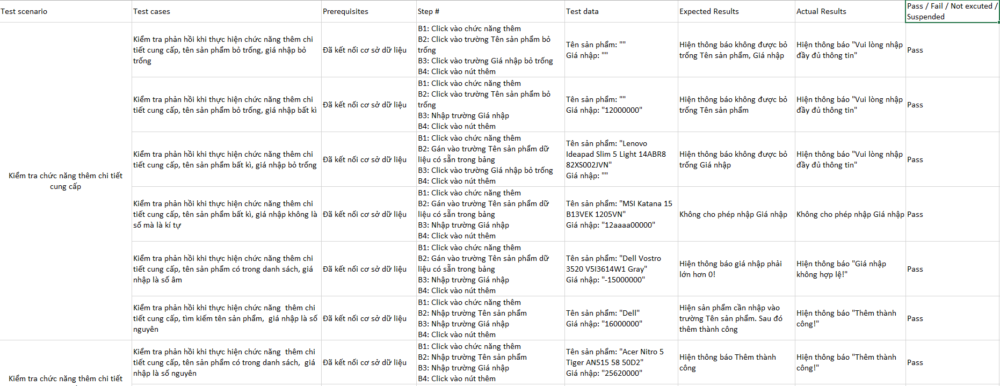 Test scenario
Test cases
Prerequisites
Step #
Test data
Expected Results
Actual Results
Pass / Fail / Not excuted /
Suspended
Kiểm tra chức năng thêm chi tiết
cung cấp
Kiểm tra phản hồi khi thực hiện chức năng thêm chi
tiết cung cấp, tên sản phẩm bỏ trống, giá nhập bỏ
trống
Đã kết nối cơ sở dữ liệu
B1: Click vào chức năng thêm
B2: Click vào trường Tên sản phẩm bỏ
trống
B3: Click vào trường Giá nhập bỏ trống
B4: Click vào nút thêm
Tên sản phẩm: ""
Giá nhập: ""
Hiện thông báo không được bỏ
trống Tên sản phẩm, Giá nhập
Hiện thông báo "Vui lòng nhập
đầy đủ thông tin"
Pass
Kiểm tra phản hồi khi thực hiện chức năng thêm chi
tiết cung cấp, tên sản phẩm bỏ trống, giá nhập bất kì
Đã kết nối cơ sở dữ liệu
B1: Click vào chức năng thêm
B2: Click vào trường Tên sản phẩm bỏ
trống
B3: Nhập trường Giá nhập
B4: Click vào nút thêm
Tên sản phẩm: ""
Giá nhập: "12000000"
Hiện thông báo không được bỏ
trống Tên sản phẩm
Hiện thông báo "Vui lòng nhập
đầy đủ thông tin"
Pass
Kiểm tra phản hồi khi thực hiện chức năng thêm chi
tiết cung cấp, tên sản phẩm bất kì, giá nhập bỏ trống
Đã kết nối cơ sở dữ liệu
B1: Click vào chức năng thêm
B2: Gán vào trường Tên sản phẩm dữ
liệu có sẵn trong bảng
B3: Click vào trường Giá nhập bỏ trống
B4: Click vào nút thêm
Tên sản phẩm: "Lenovo
Ideapad Slim 5 Light 14ABR8
82XS002JVN"
Giá nhập: ""
Hiện thông báo không được bỏ
trống Giá nhập
Hiện thông báo "Vui lòng nhập
đầy đủ thông tin"
Pass
Kiểm tra phản hồi khi thực hiện chức năng thêm chi
tiết cung cấp, tên sản phẩm bất kì, giá nhập không là
số mà là kí tự
Đã kết nối cơ sở dữ liệu
B1: Click vào chức năng thêm
B2: Gán vào trường Tên sản phẩm dữ
liệu có sẵn trong bảng
B3: Nhập trường Giá nhập
B4: Click vào nút thêm
Tên sản phẩm: "MSI Katana 15
B13VEK 1205VN"
Giá nhập: "12aaaa00000"
Không cho phép nhập Giá nhập
Không cho phép nhập Giá nhập
Pass
Kiểm tra phản hồi khi thực hiện chức năng thêm chi
tiết cung cấp, tên sản phẩm có trong danh sách, giá
nhập là số âm
Đã kết nối cơ sở dữ liệu
B1: Click vào chức năng thêm
B2: Gán vào trường Tên sản phẩm dữ
liệu có sẵn trong bảng
B3: Nhập trường Giá nhập
B4: Click vào nút thêm
Tên sản phẩm: "Dell Vostro
3520 V5I3614W1 Gray"
Giá nhập: "-15000000"
Hiện thông báo giá nhập phải
lớn hơn 0!
Hiện thông báo "Giá nhập
không hợp lệ!"
Pass
Kiểm tra phản hồi khi thực hiện chức năng  thêm chi
tiết cung cấp, tìm kiếm tên sản phẩm,  giá nhập là số
nguyên
Đã kết nối cơ sở dữ liệu
B1: Click vào chức năng thêm
B2: Nhập trường Tên sản phẩm
B3: Nhập trường Giá nhập
B4: Click vào nút thêm
Tên sản phẩm: "Dell"
Giá nhập: "16000000"
Hiện sản phẩm cần nhập vào
trường Tên sản phẩm. Sau đó
thêm thành công
Hiện thông báo "Thêm thành
công!"
Pass
Kiểm tra chức năng thêm chi tiết
Kiểm tra phản hồi khi thực hiện chức năng  thêm chi
tiết cung cấp, tên sản phẩm có trong danh sách,  giá
nhập là số nguyên
Đã kết nối cơ sở dữ liệu
B1: Click vào chức năng thêm
B2: Nhập trường Tên sản phẩm
B3: Nhập trường Giá nhập
B4: Click vào nút thêm
Tên sản phẩm: "Acer Nitro 5
Tiger AN515 58 50D2"
Giá nhập: "25620000"
Hiện thông báo Thêm thành
công
Hiện thông báo "Thêm thành
công!"
Pass